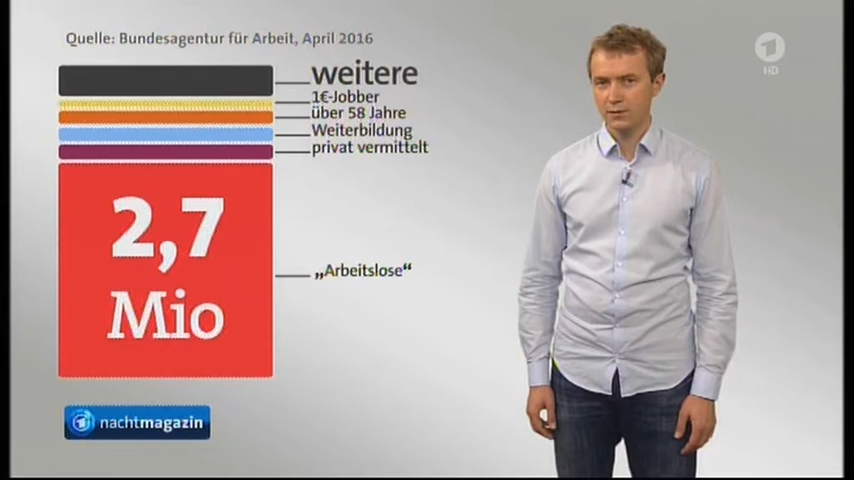 Quelle: Bundesagentur für Arbeit, April 2016
weitere
1€-Jobber
über 58 Jahre
Weiterbildung
privat vermittelt
2,7
Mio
„Arbeitslose“
nachtmagazin
1
HD